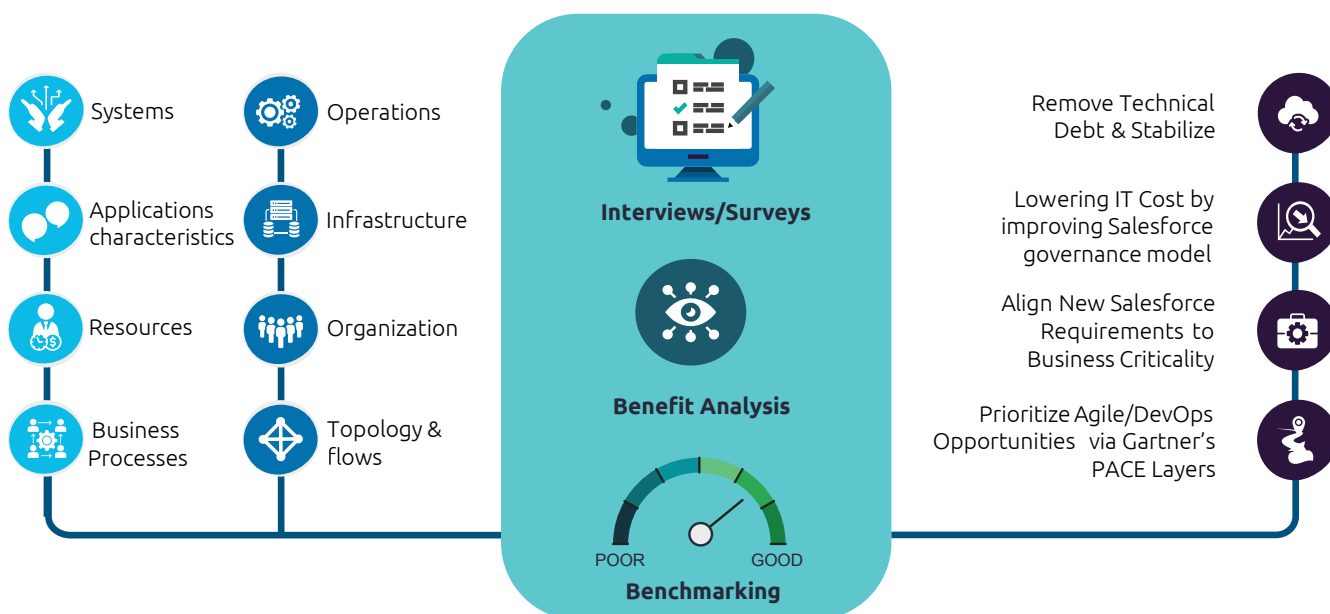 Systems
Applications
characteristics
Resources
Business
Processes
Operations
Infrastructure
Organization
Topology &
flows
Interviews/Surveys
Benefit Analysis
POOR
GOOD
Benchmarking
Remove Technical
Debt & Stabilize
Lowering IT Cost by
improving Salesforce
governance model
Align New Salesforce
Requirements to
Business Criticality
Prioritize Agile/DevOps
Opportunities via Gartner’s
PACE Layers